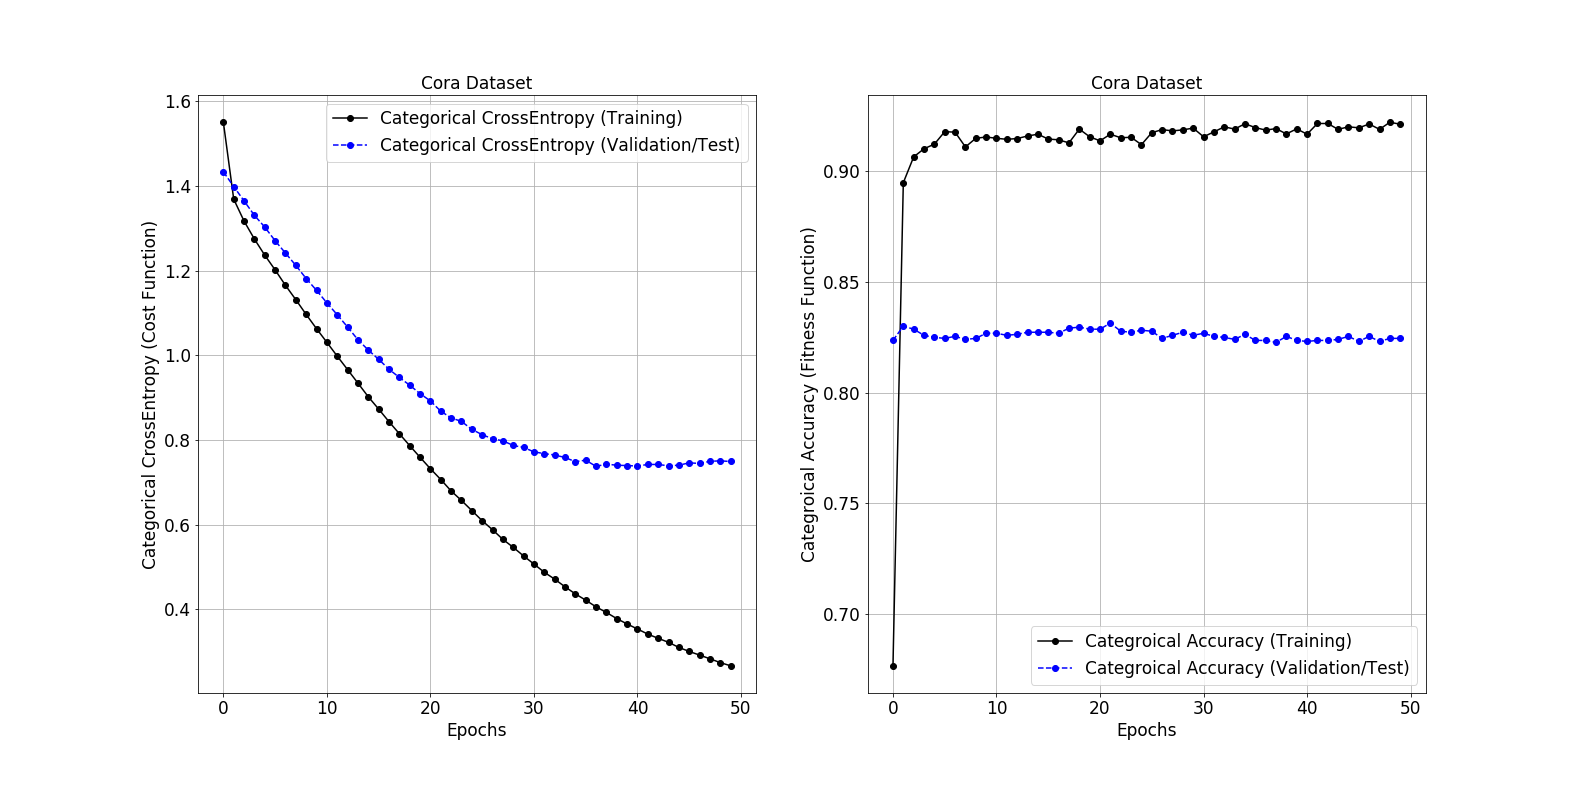 Cora Dataset
1.6
1.4
1.2
1.0
0.8
0.6
0.4
Categorical CrossEntropy (Cost Function)
Categorical CrossEntropy (Training)
Categorical CrossEntropy (Validation/Test)
0 10 20 30 40 50
Epochs
Cora Dataset
0.90
0.85
0.80
0.75
0.70
Categroical Accuracy (Fitness Function)
Categroical Accuracy (Training)
Categroical Accuracy (Validation/Test)
0 10 20 30 40 50
Epochs